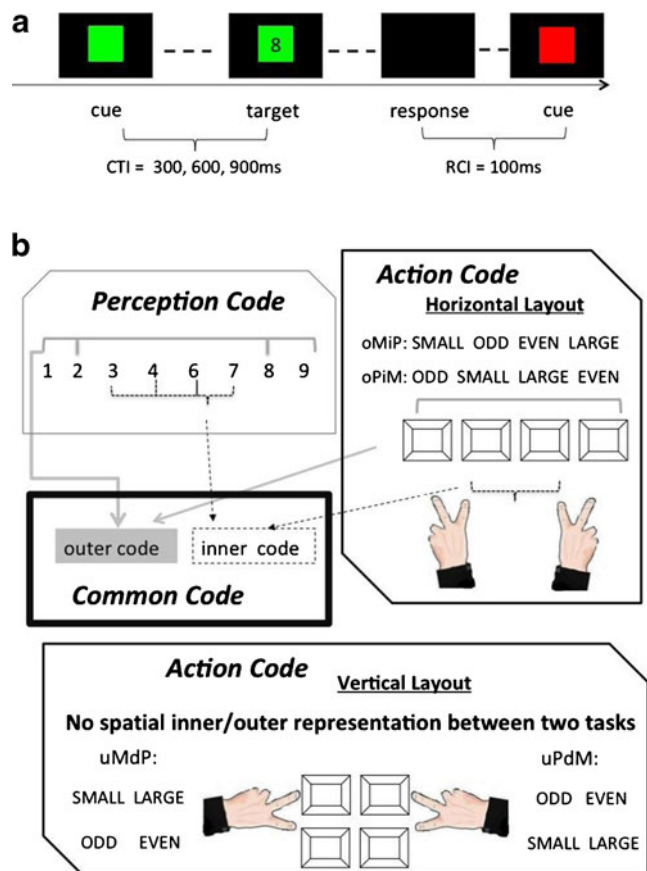 a
8
cue target response cue
CTI = 300, 600, 900ms RCI = 100ms
b
Perception Code
1 2 3 4 6 7 8 9
Action Code
Horizontal Layout
oMiP: SMALL ODD EVEN LARGE
oPiM: ODD SMALL LARGE EVEN
outer code inner code
Common Code
Action Code
Vertical Layout
No spatial inner/outer representation between two tasks
uMdP: uPdM:
SMALL LARGE ODD EVEN
ODD EVEN SMALL LARGE